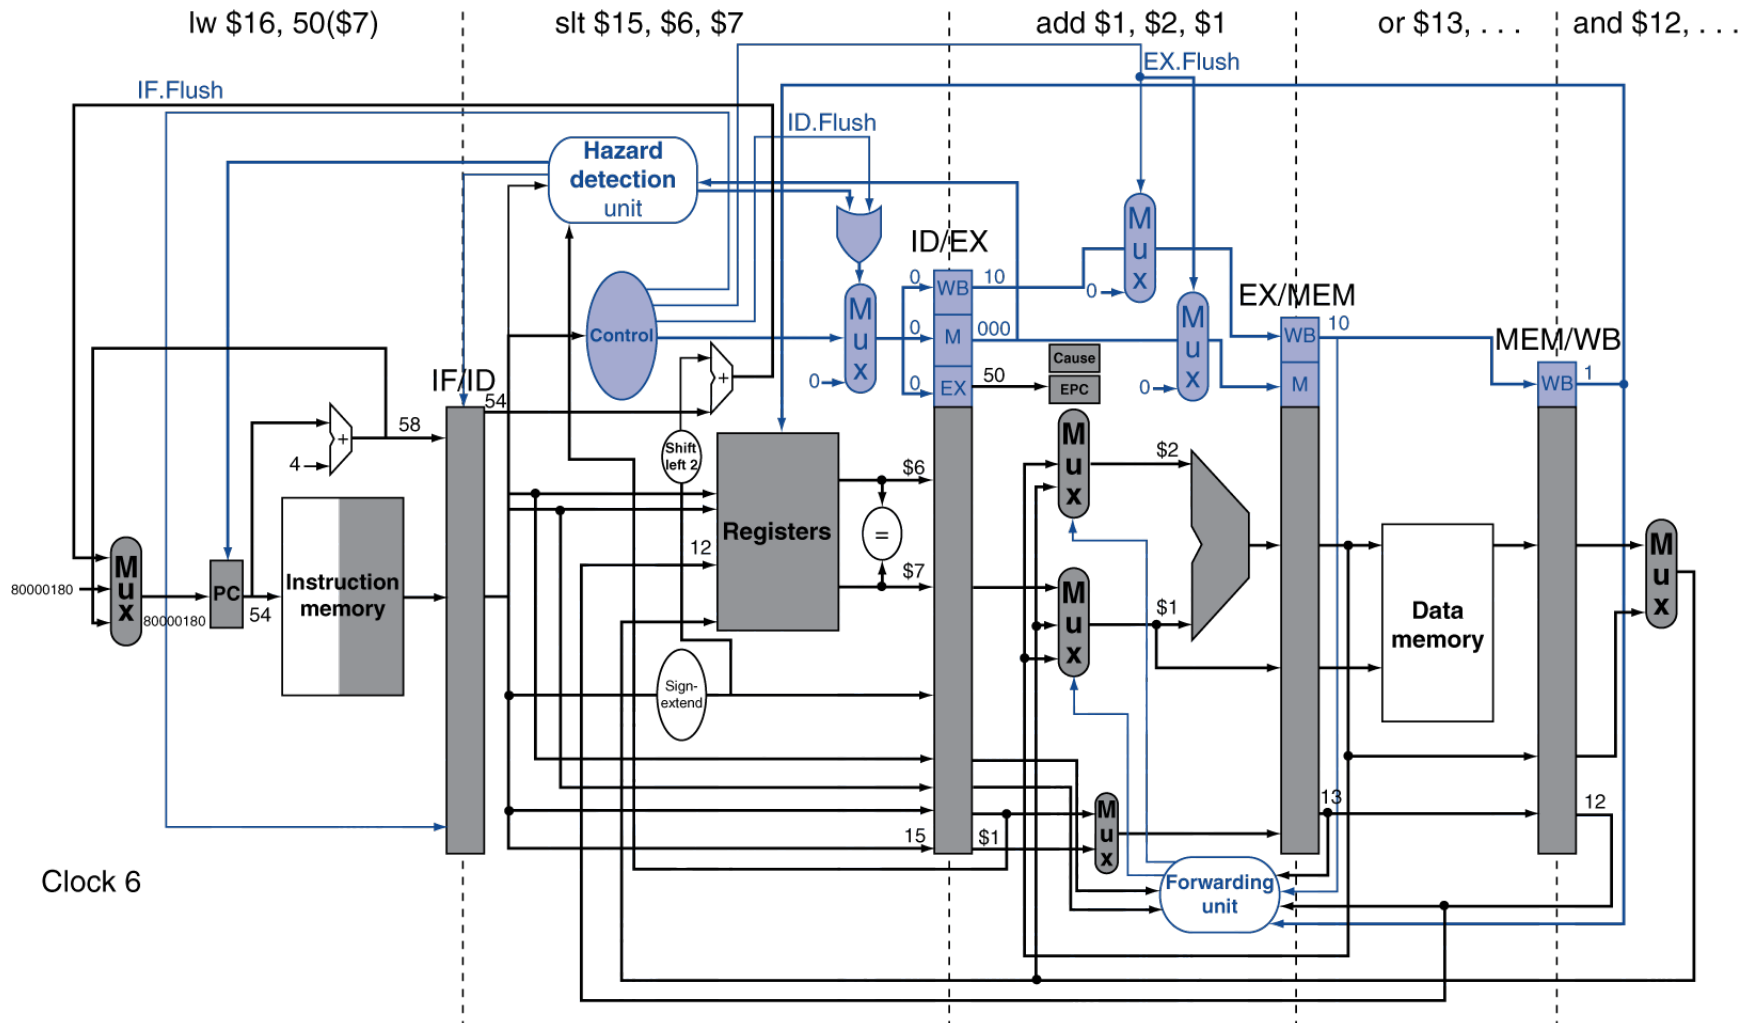 lw $16, 50($7)
slt $15, $6, $7
add $1, $2, $1
or $13, . . .
and $12, . . .
EX.Flush
IF.Flush
ID.Flush
Hazard
detection
unit
M
u
x
ID/EX
0
WB
10
0
M
000
0
EX
50
Control
M
u
x
0
0
M
u
x
0
EX/MEM
WB
10
M
MEM/WB
WB
1
Cause
EPC
IF/ID
54
58
4
+
+
Shift
left 2
M
u
x
$2
$6
Registers
=
12
$7
M
u
x
80000180
80000180
PC
54
Instruction
memory
M
u
x
$1
Data
memory
M
u
x
Sign-
extend
15
$1
M
u
x
13
12
Forwarding
unit
Clock 6